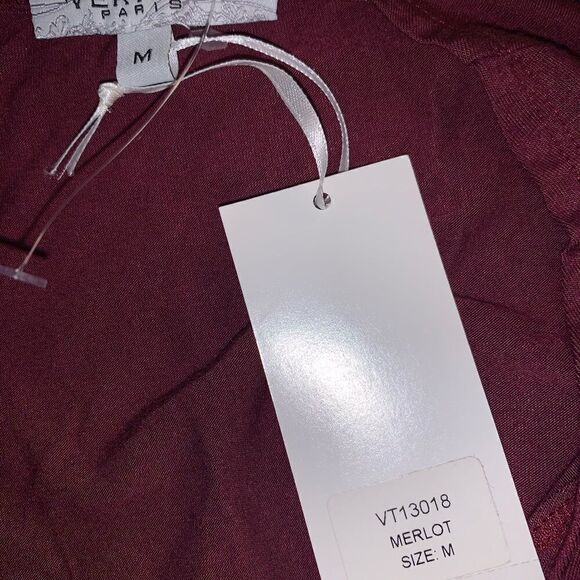 PARIS
M
VT13018
MERLOT
SIZE: M